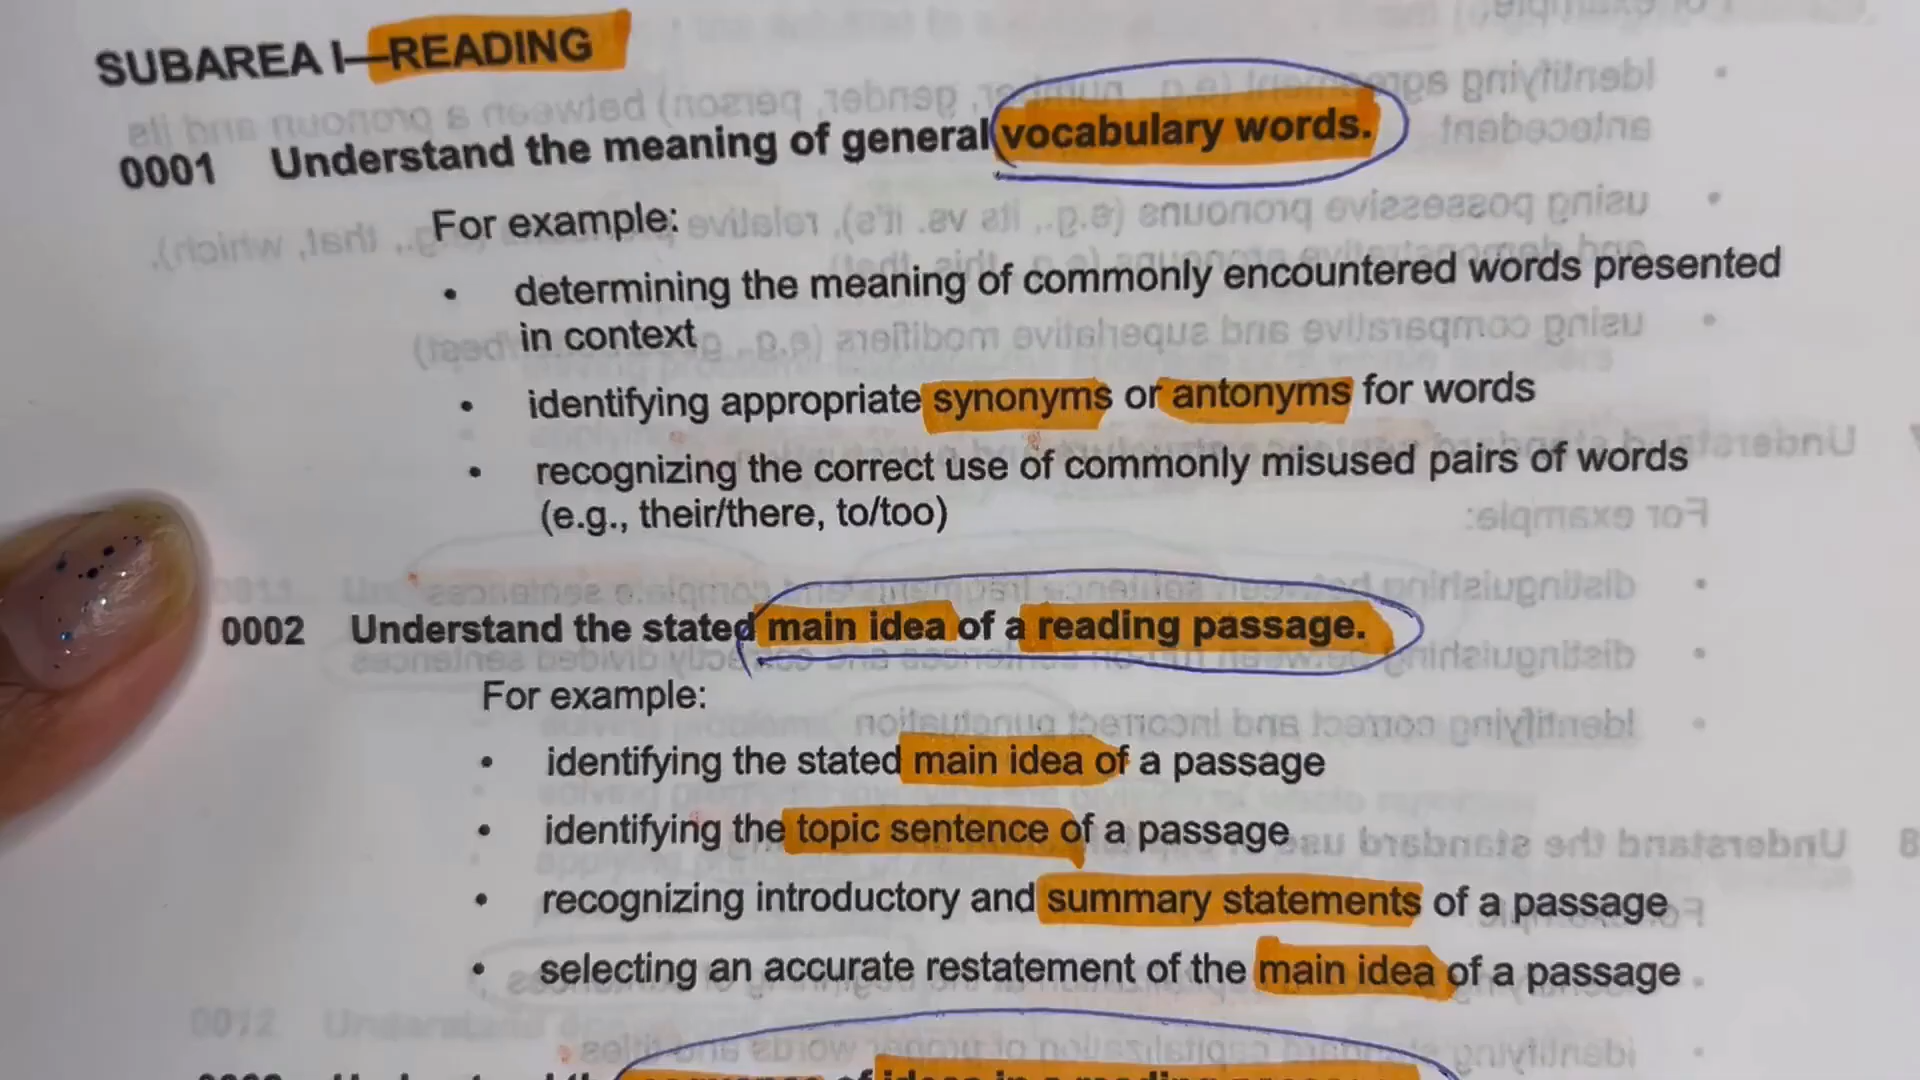 SUBAREA I—READING
0001 Understand the meaning of general vocabulary words.
For example:
• determining the meaning of commonly encountered words presented
in context
• identifying appropriate synonyms or antonyms for words
• recognizing the correct use of commonly misused pairs of words
(e.g., their/there, to/too)
0002 Understand the stated main idea of a reading passage.
For example:
• identifying the stated main idea of a passage
• identifying the topic sentence of a passage
• recognizing introductory and summary statements of a passage
• selecting an accurate restatement of the main idea of a passage